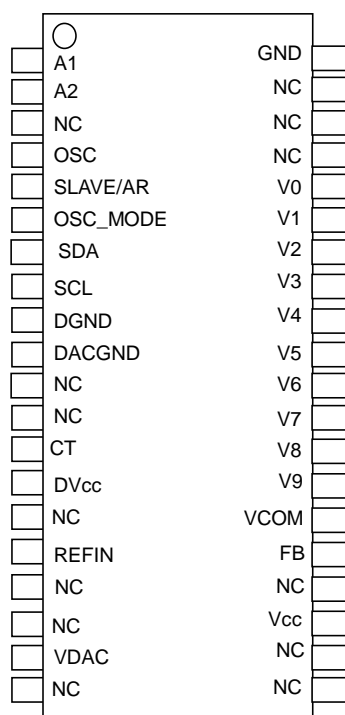 A1
A2
NC
OSC
SLAVE/AR
OSC_MODE
SDA
SCL
DGND
DACGND
NC
NC
CT
DVcc
NC
REFIN
NC
NC
VDAC
NC
GND
NC
NC
NC
V0
V1
V2
V3
V4
V5
V6
V7
V8
V9
VCOM
FB
NC
Vcc
NC
NC